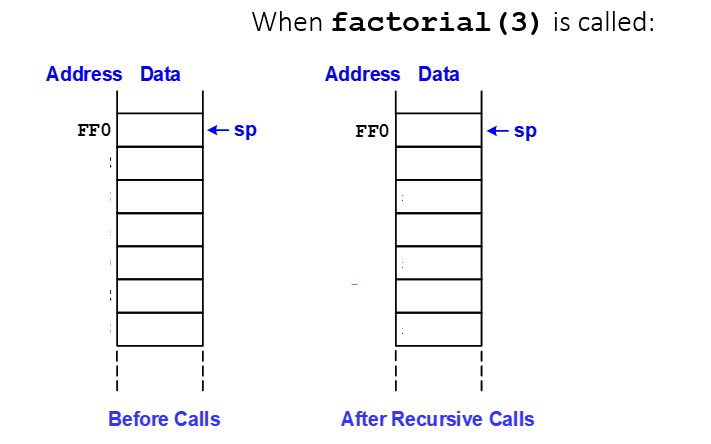 When factorial(3) is called:
Address Data Address Data
FF0 sp FF0 sp
Before Calls After Recursive Calls